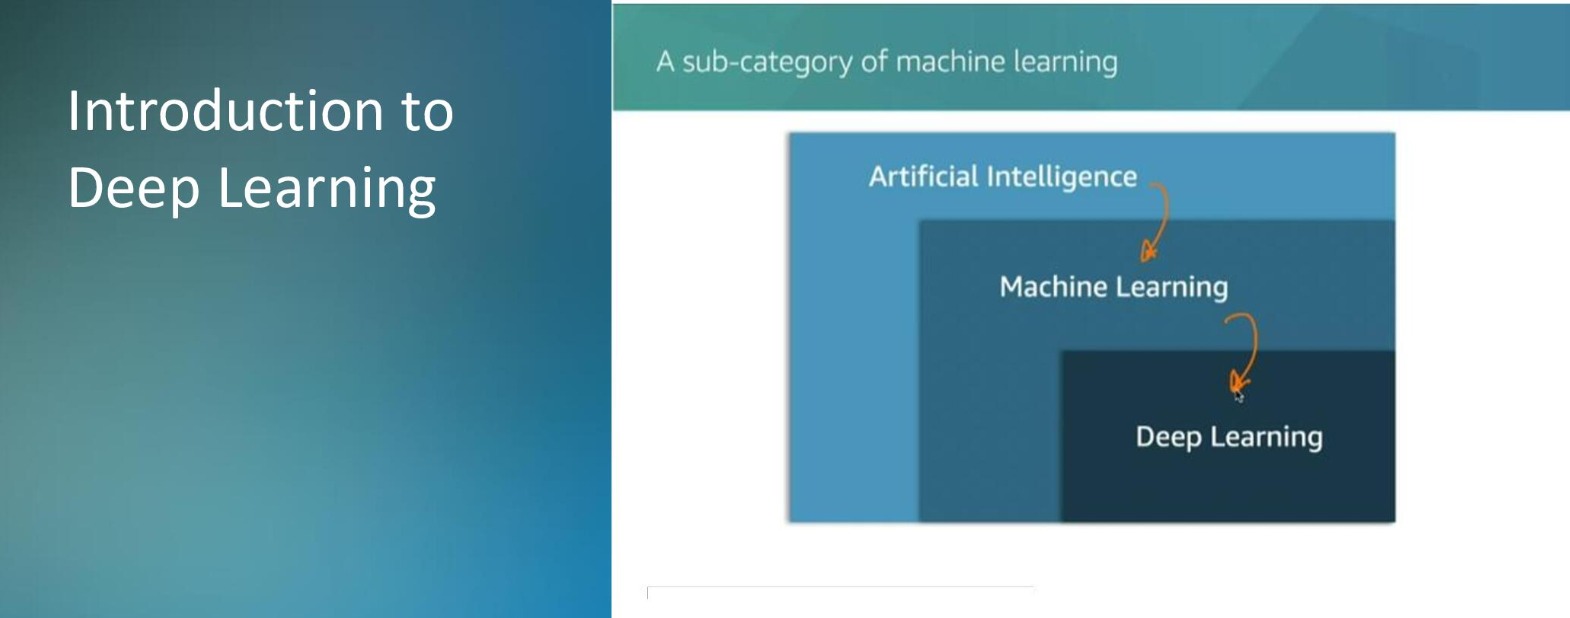 Introduction to
Deep Learning
A sub-category of machine learning
Artificial Intelligence
Machine Learning
Deep Learning